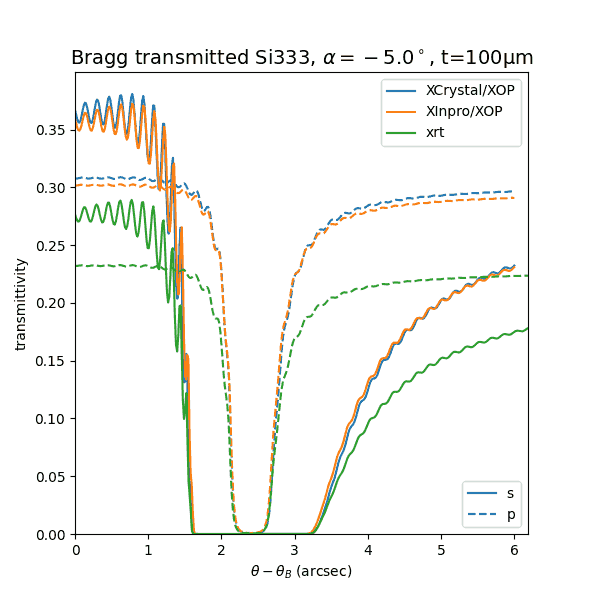 Bragg transmitted Si333, α = −5.0°, t=100μm
XCrystal/XOP
XInpro/XOP
xrt
0.35
0.30
0.25
0.20
0.15
0.10
0.05
0.00
transmittivity
s
p
0 1 2 3 4 5 6
θ − θ_B (arcsec)